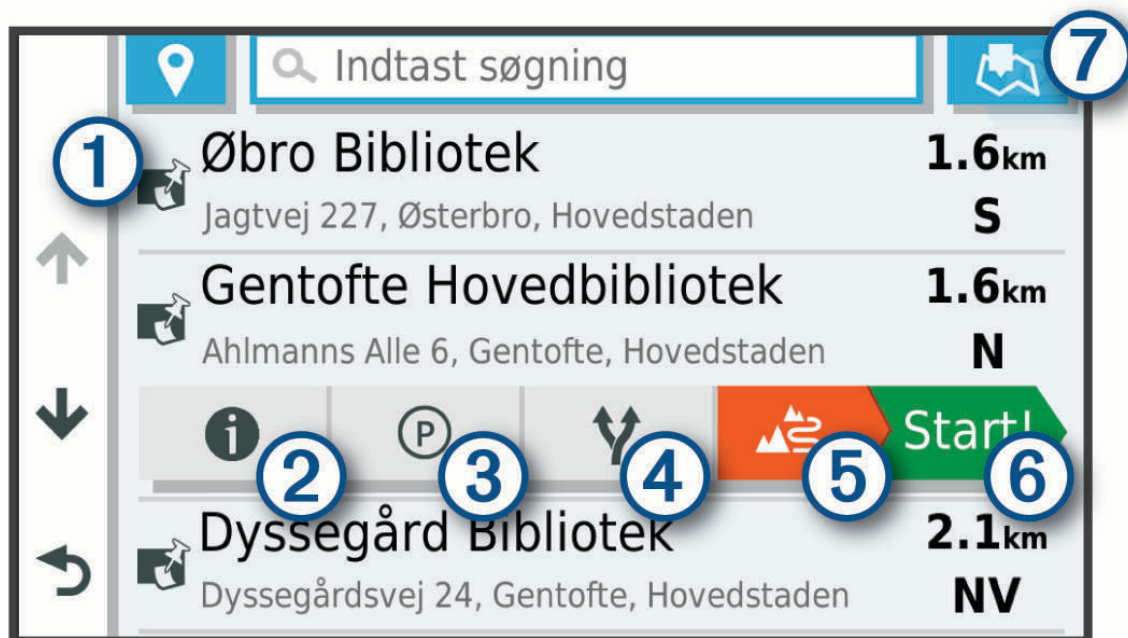 Indtast søgning
7
1
Øbro Bibliotek 1.6km
Jagtvej 227, Østerbro, Hovedstaden S
Gentofte Hovedbibliotek 1.6km
Ahlmanns Alle 6, Gentofte, Hovedstaden N
i P Start!
2 3 4 5 6
Dyssegård Bibliotek 2.1km
Dyssegårdsvej 24, Gentofte, Hovedstaden NV